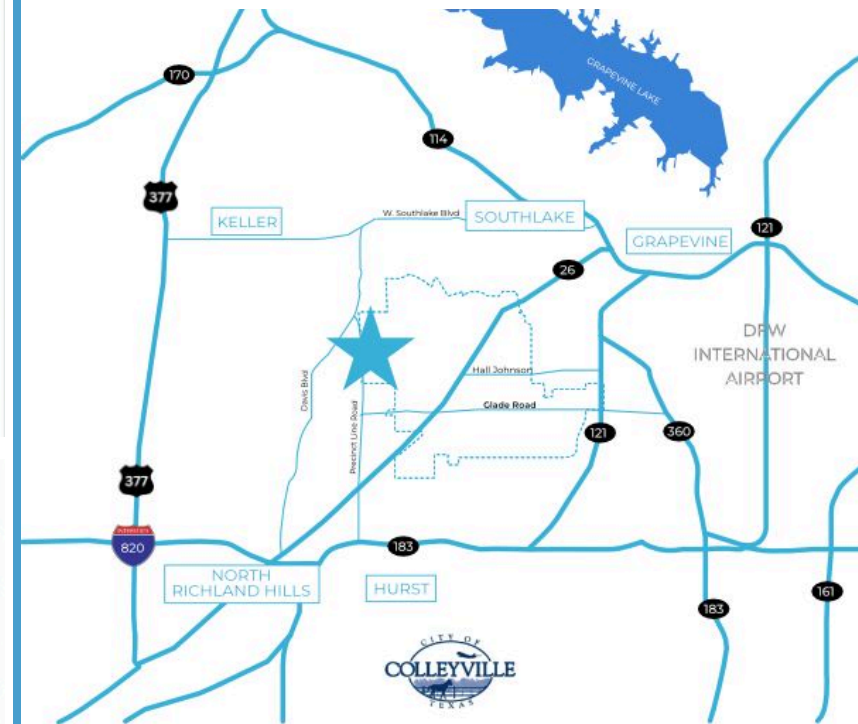 GRAPEVINE LAKE
170
114
377
W. Southlake Blvd
KELLER
SOUTHLAKE
121
GRAPEVINE
26
DFW
INTERNATIONAL
AIRPORT
Hall Johnson
Davis Blvd
Glade Road
Precinct Line Road
121
360
377
INTERSTATE
820
183
NORTH
RICHLAND HILLS
HURST
161
183
CITY OF
COLLEYVILLE
TEXAS